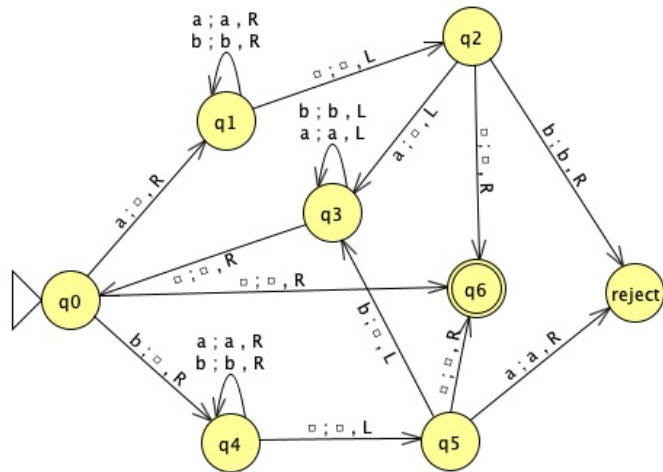 a ; a , R
b ; b , R
q1
□ ; □ , L
q2
b ; b , L
a ; a , L
q3
a ; □ , L
□ ; □ , R
b ; b , R
a ; □ , R
□ ; □ , R
□ ; □ , R
q0
q6
reject
b ; □ , R
a ; a , R
b ; b , R
q4
□ ; □ , L
q5
b ; □ , L
□ ; □ , R
a ; a , R